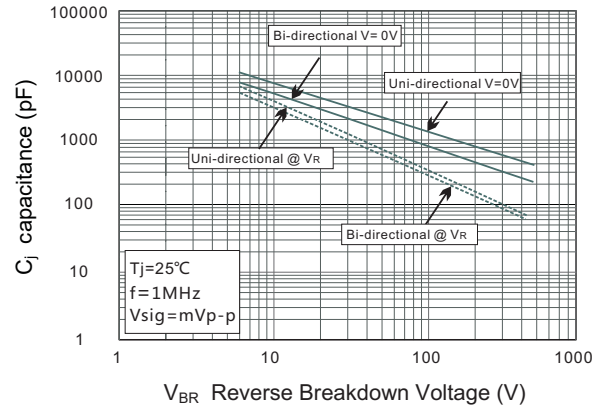 100000
10000
1000
100
10
1
Cj capacitance (pF)
Bi-directional V= 0V
Uni-directional V=0V
Uni-directional @ VR
Bi-directional @ VR
Tj=25℃
f=1MHz
Vsig=mVp-p
1
10
100
1000
VBR Reverse Breakdown Voltage (V)